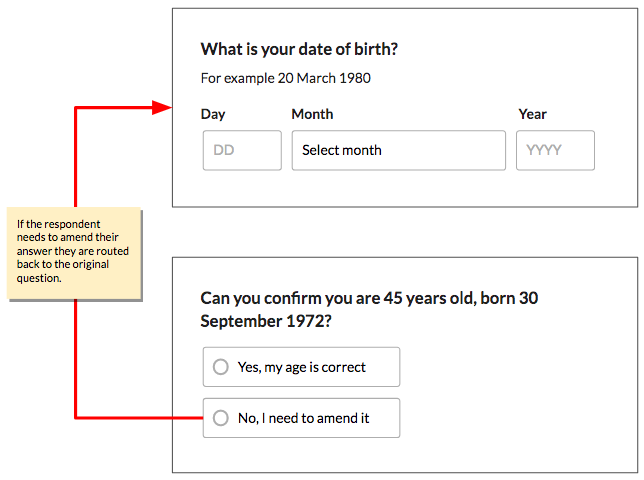 What is your date of birth?
For example 20 March 1980
Day Month Year
DD Select month YYYY
If the respondent
needs to amend their
answer they are routed
back to the original
question.
Can you confirm you are 45 years old, born 30
September 1972?
Yes, my age is correct
No, I need to amend it